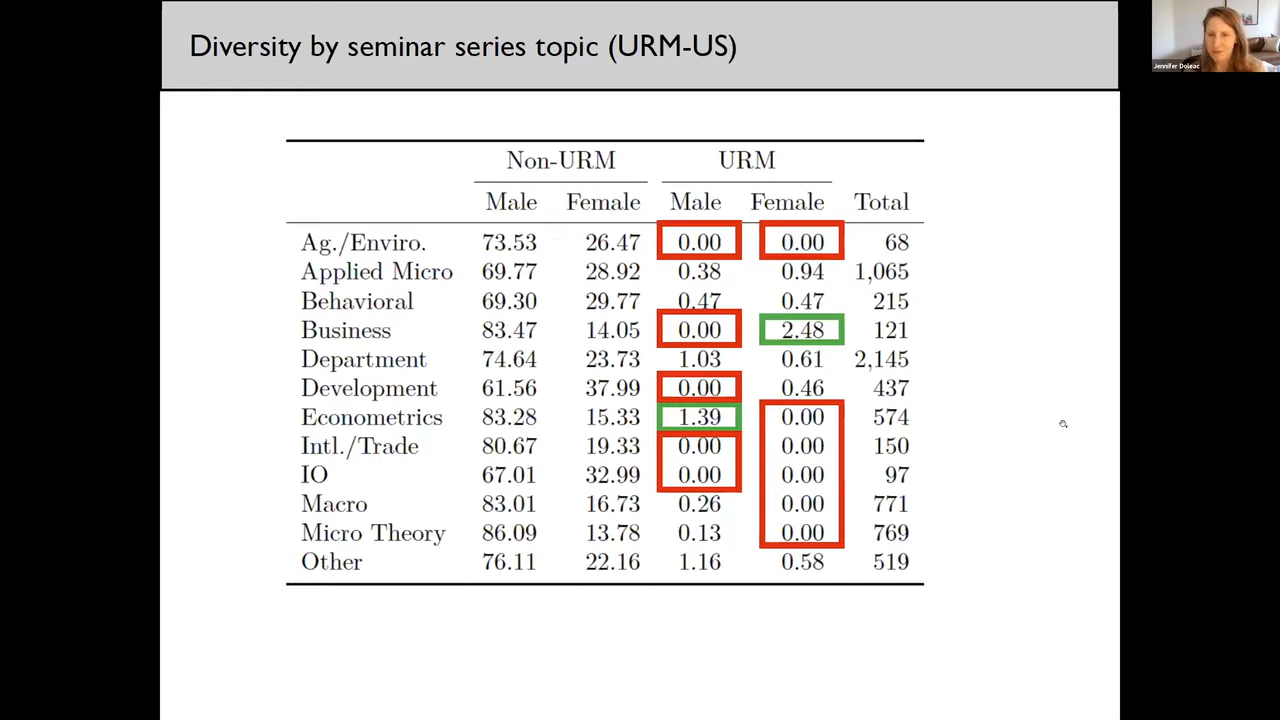 Diversity by seminar series topic (URM-US)
Jennifer Doleac
Non-URM URM
Male Female Male Female Total
Ag./Enviro. 73.53 26.47 0.00 0.00 68
Applied Micro 69.77 28.92 0.38 0.94 1,065
Behavioral 69.30 29.77 0.47 0.47 215
Business 83.47 14.05 0.00 2.48 121
Department 74.64 23.73 1.03 0.61 2,145
Development 61.56 37.99 0.00 0.46 437
Econometrics 83.28 15.33 1.39 0.00 574
Intl./Trade 80.67 19.33 0.00 0.00 150
IO 67.01 32.99 0.00 0.00 97
Macro 83.01 16.73 0.26 0.00 771
Micro Theory 86.09 13.78 0.13 0.00 769
Other 76.11 22.16 1.16 0.58 519